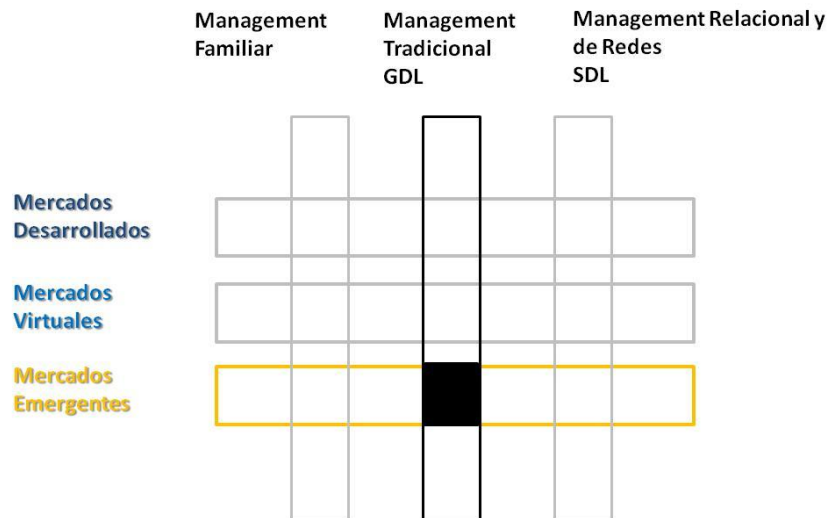 Management
Familiar
Management
Tradicional
GDL
Management Relacional y
de Redes
SDL
Mercados
Desarrollados
Mercados
Virtuales
Mercados
Emergentes